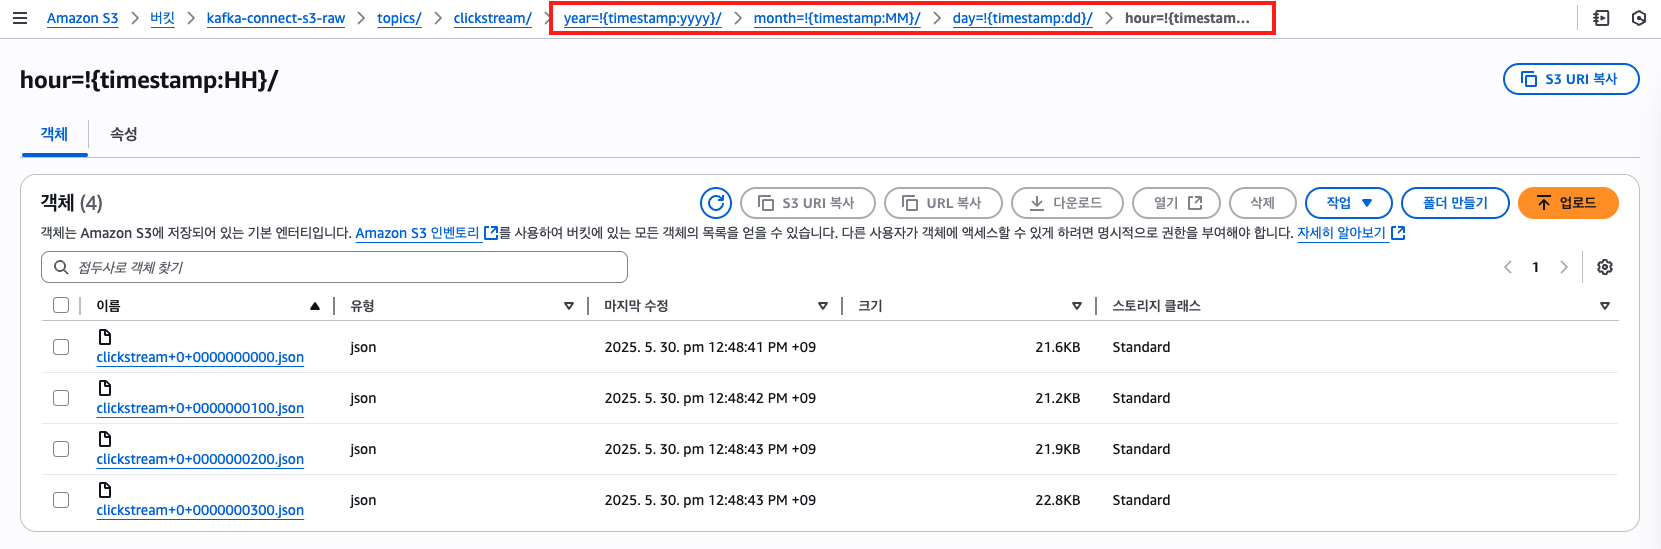 Amazon S3 > 버킷 > kafka-connect-s3-raw > topics/ > clickstream/ > year=!{timestamp:yyyy}/ > month=!{timestamp:MM}/ > day=!{timestamp:dd}/ > hour=!{timestam...
hour=!{timestamp:HH}/
S3 URI 복사
객체 속성
객체 (4)
S3 URI 복사 URL 복사 다운로드 열기 삭제 작업 폴더 만들기 업로드
객체는 Amazon S3에 저장되어 있는 기본 엔터티입니다. Amazon S3 인벤토리를 사용하여 버킷에 있는 모든 객체의 목록을 얻을 수 있습니다. 다른 사용자가 객체에 액세스할 수 있게 하려면 명시적으로 권한을 부여해야 합니다. 자세히 알아보기
접두사로 객체 찾기
1
이름 유형 마지막 수정 크기 스토리지 클래스
clickstream+0+0000000000.json json 2025. 5. 30. pm 12:48:41 PM +09 21.6KB Standard
clickstream+0+0000000100.json json 2025. 5. 30. pm 12:48:42 PM +09 21.2KB Standard
clickstream+0+0000000200.json json 2025. 5. 30. pm 12:48:43 PM +09 21.9KB Standard
clickstream+0+0000000300.json json 2025. 5. 30. pm 12:48:43 PM +09 22.8KB Standard